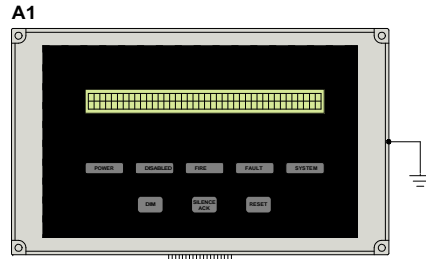 A1
POWER DISABLED FIRE FAULT SYSTEM
DIM SILENCE ACK RESET